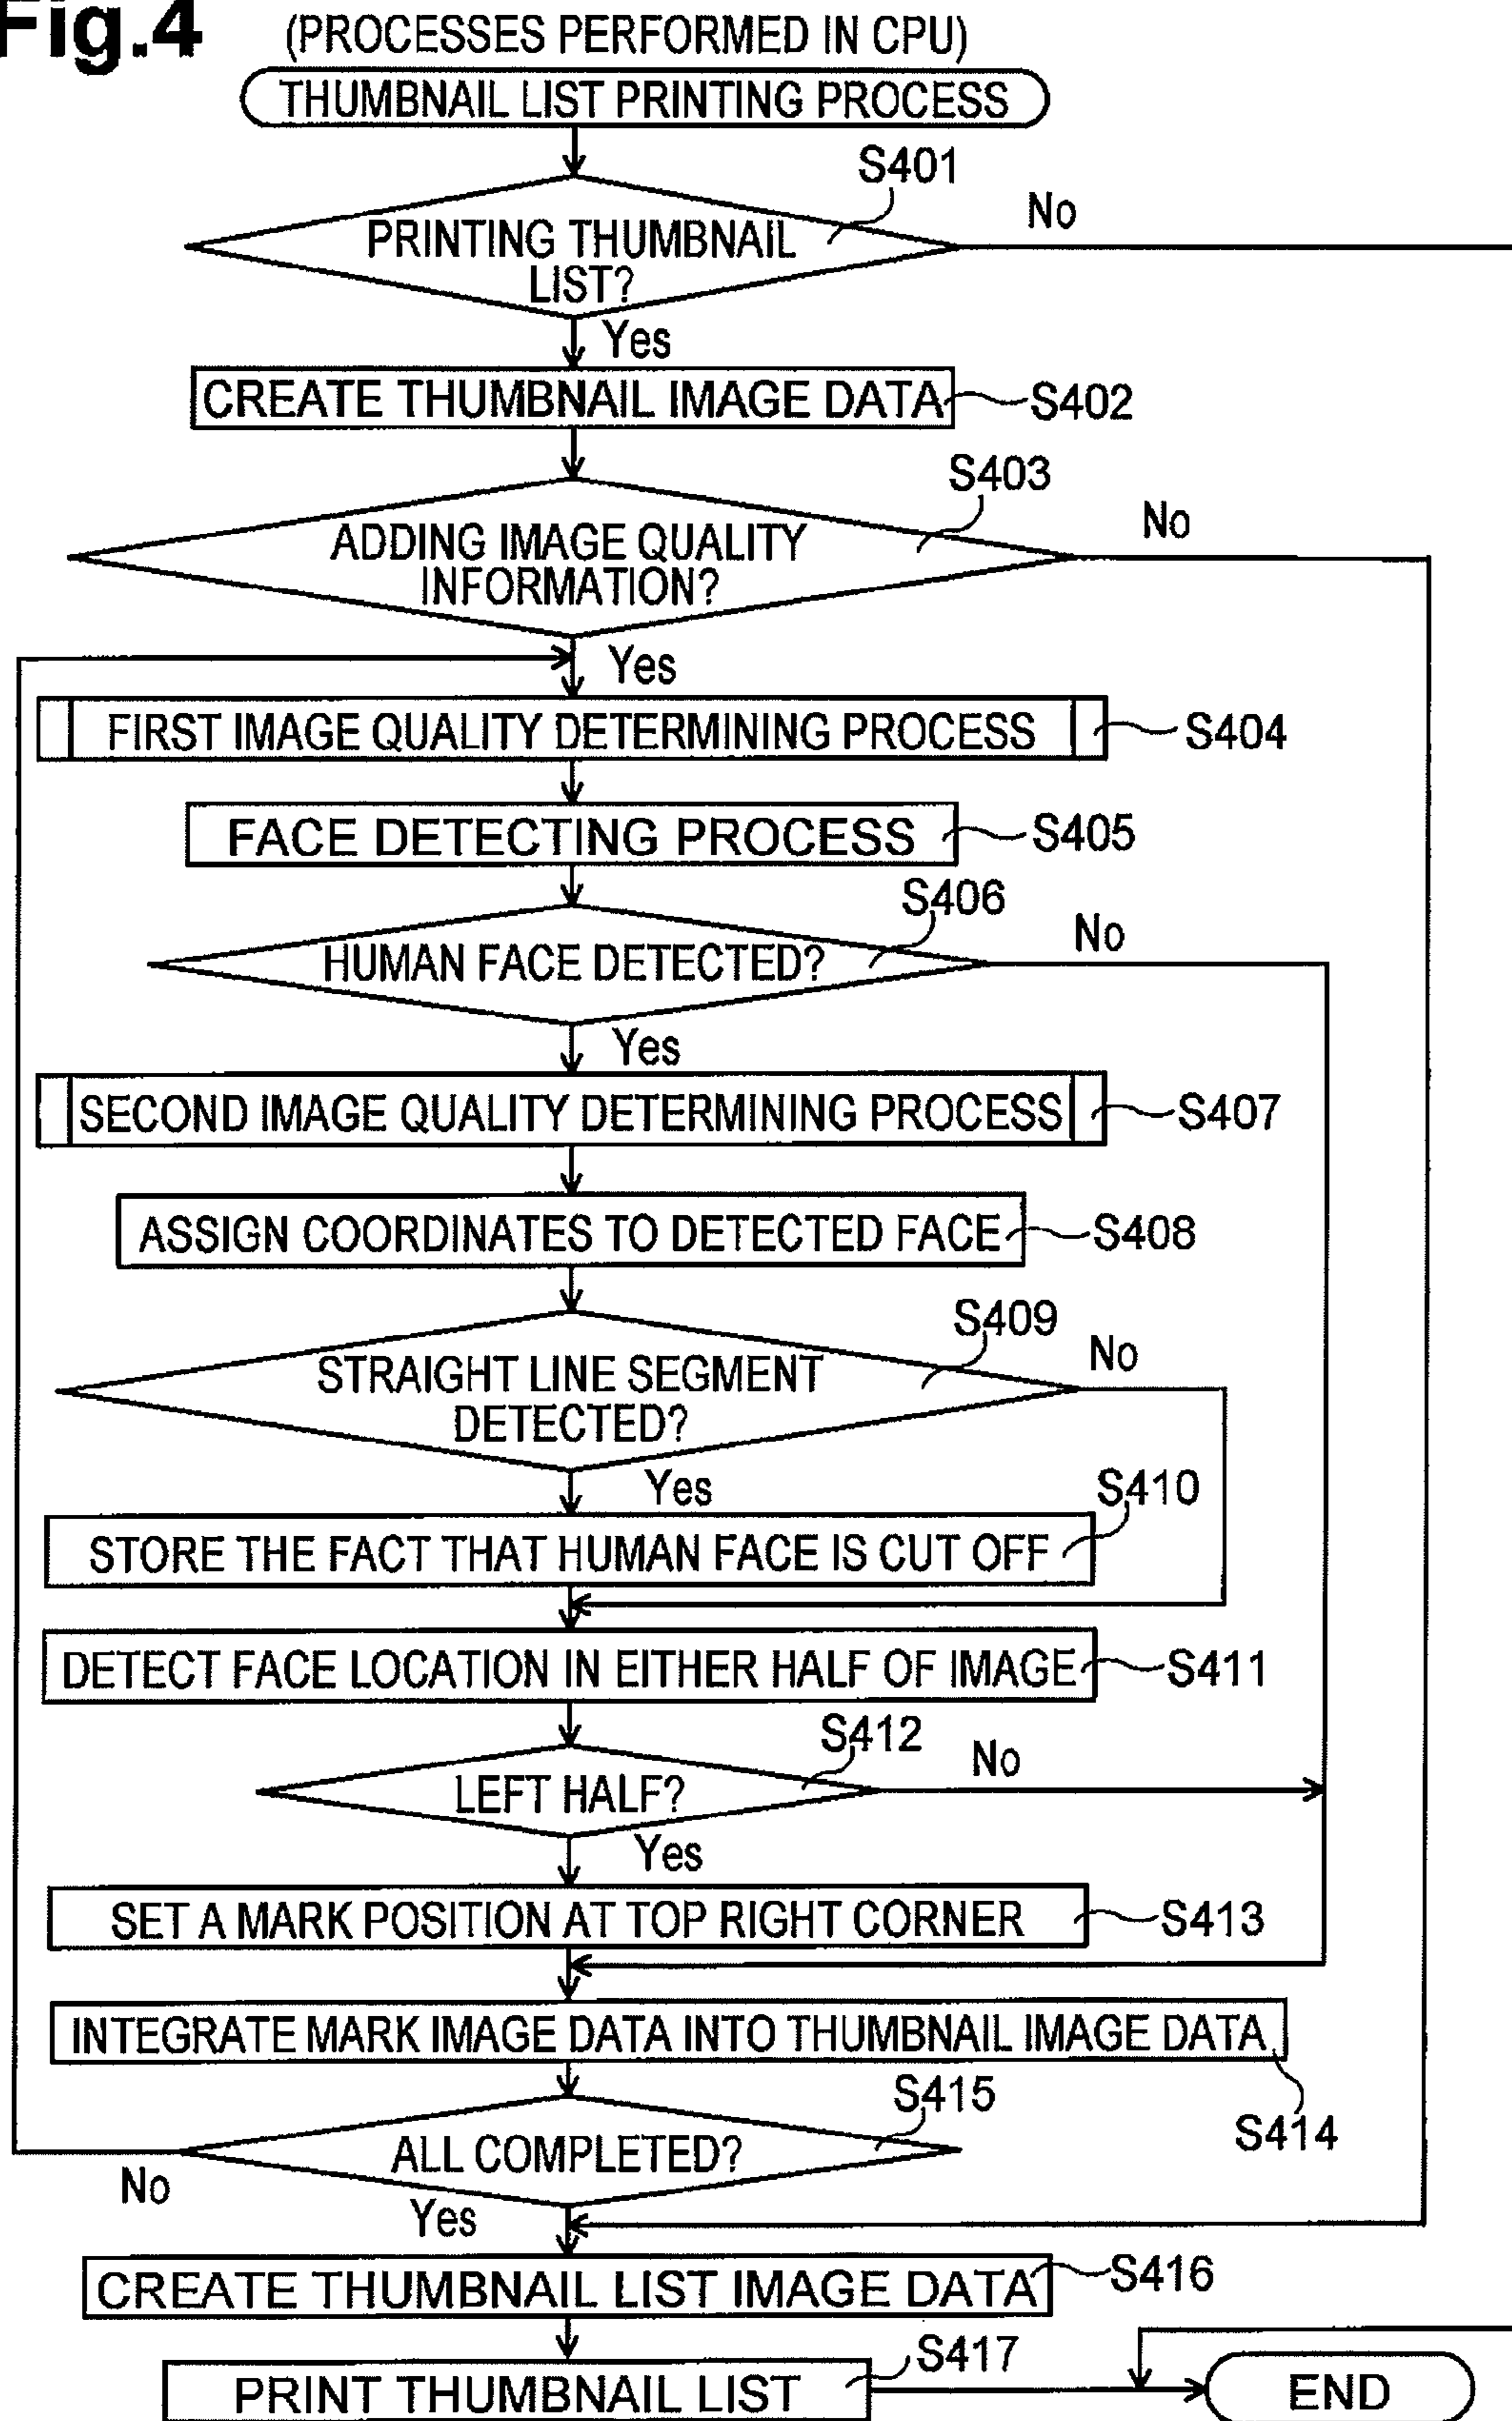 Fig.4
(PROCESSES PERFORMED IN CPU)
THUMBNAIL LIST PRINTING PROCESS
S401
No
PRINTING THUMBNAIL
LIST?
Yes
CREATE THUMBNAIL IMAGE DATA
S402
S403
No
ADDING IMAGE QUALITY
INFORMATION?
Yes
FIRST IMAGE QUALITY DETERMINING PROCESS
S404
FACE DETECTING PROCESS
S405
S406
No
HUMAN FACE DETECTED?
Yes
SECOND IMAGE QUALITY DETERMINING PROCESS
S407
ASSIGN COORDINATES TO DETECTED FACE
S408
S409
No
STRAIGHT LINE SEGMENT
DETECTED?
Yes
S410
STORE THE FACT THAT HUMAN FACE IS CUT OFF
DETECT FACE LOCATION IN EITHER HALF OF IMAGE
S411
S412
No
LEFT HALF?
Yes
SET A MARK POSITION AT TOP RIGHT CORNER
S413
INTEGRATE MARK IMAGE DATA INTO THUMBNAIL IMAGE DATA
S414
S415
ALL COMPLETED?
No
Yes
CREATE THUMBNAIL LIST IMAGE DATA
S416
S417
PRINT THUMBNAIL LIST
END